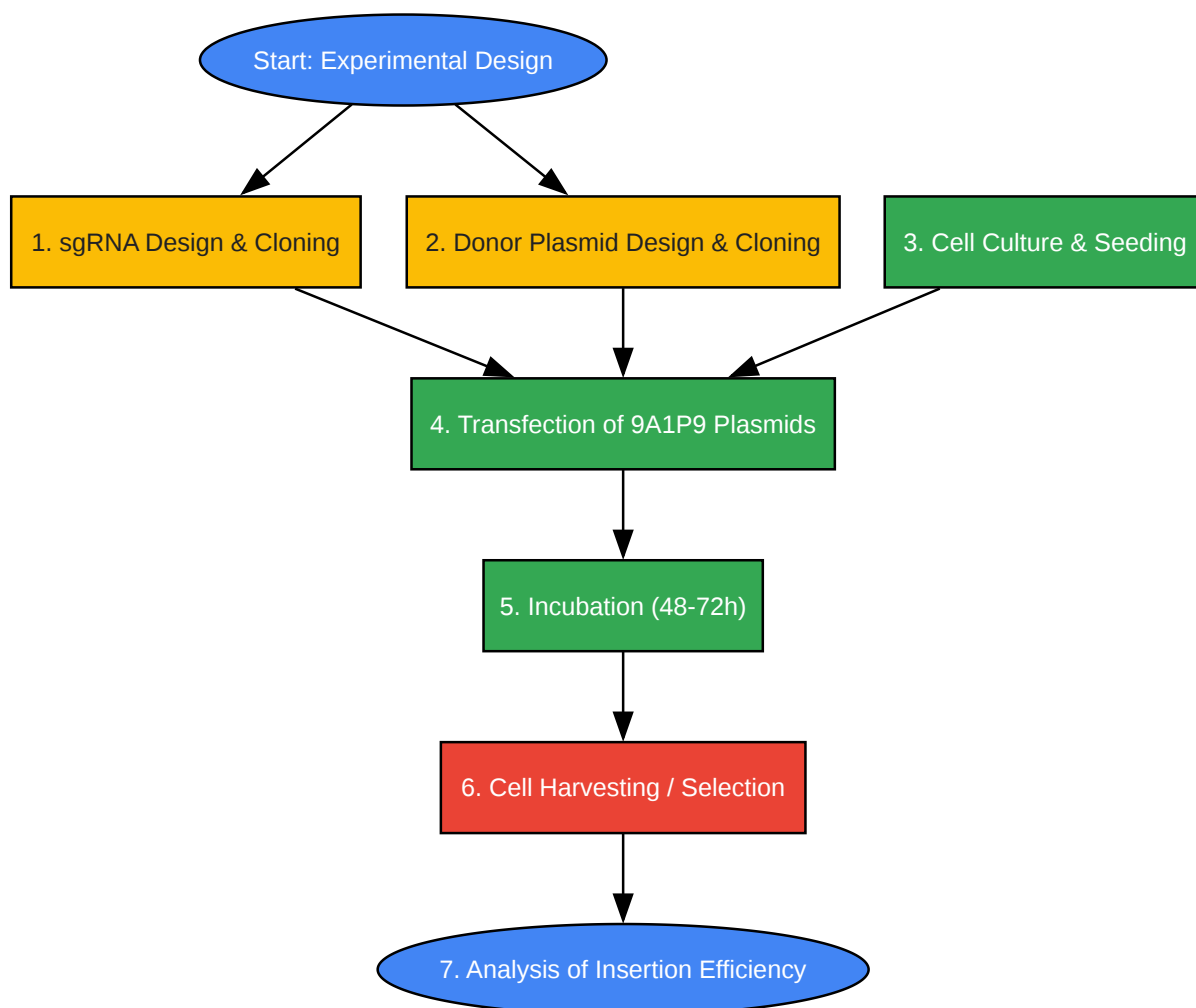 Start: Experimental Design
1. sgRNA Design & Cloning
2. Donor Plasmid Design & Cloning
3. Cell Culture & Seeding
4. Transfection of 9A1P9 Plasmids
5. Incubation (48-72h)
6. Cell Harvesting / Selection
7. Analysis of Insertion Efficiency